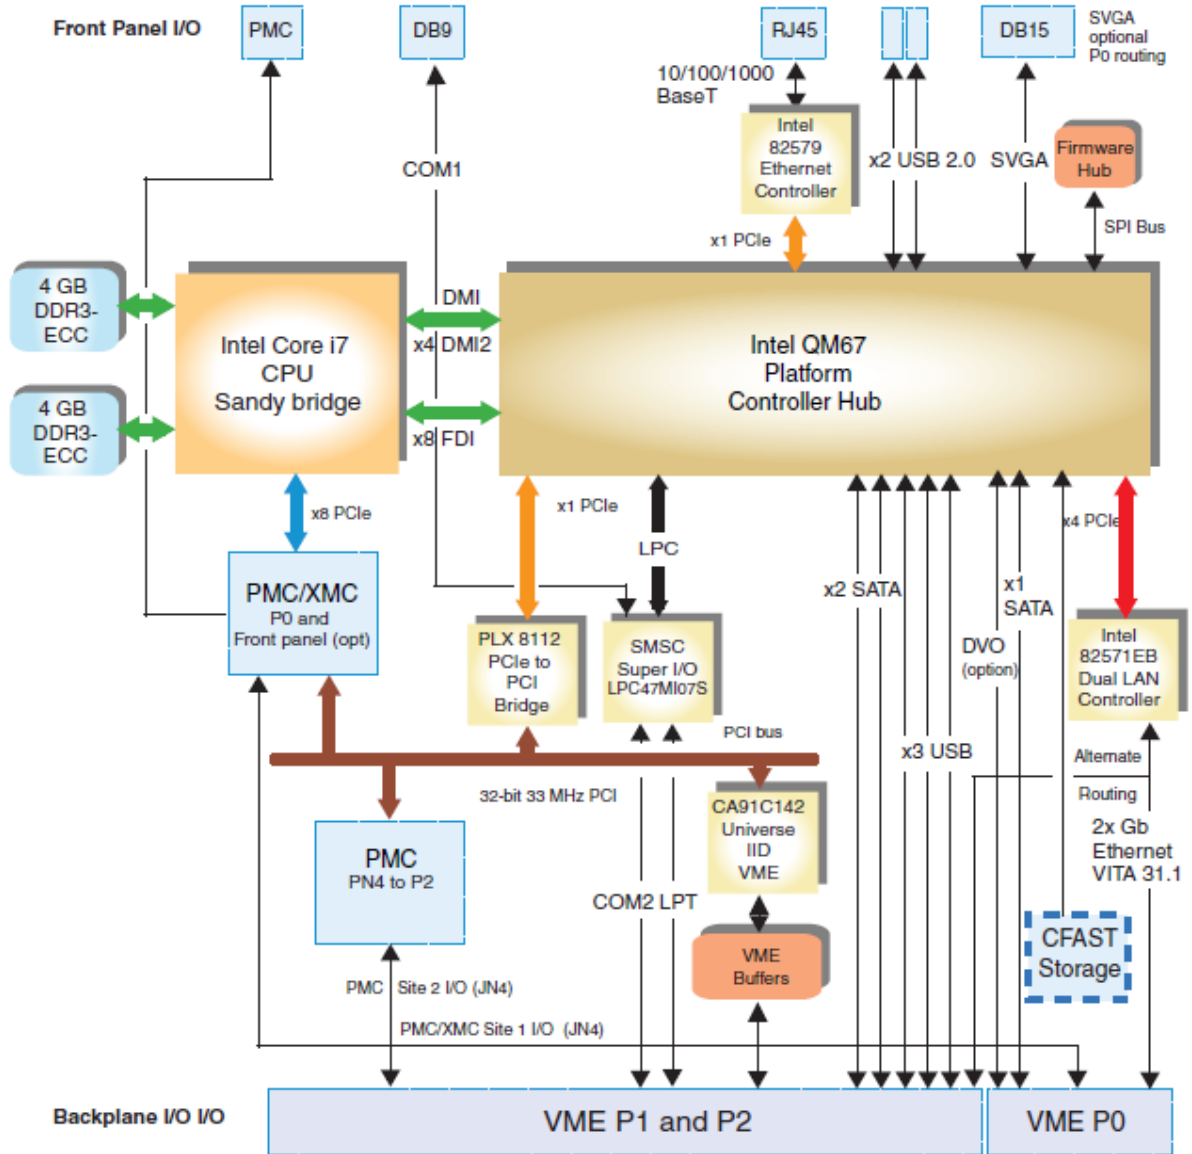 Front Panel I/O
PMC
DB9
RJ45
DB15
SVGA
optional
P0 routing
10/100/1000
BaseT
Intel
82579
Ethernet
Controller
COM1
x2 USB 2.0
SVGA
Firmware
Hub
x1 PCIe
SPI Bus
4 GB
DDR3-
ECC
4 GB
DDR3-
ECC
Intel Core i7
CPU
Sandy bridge
DMI
x4 DMI2
x8 FDI
Intel QM67
Platform
Controller Hub
x8 PCIe
x1 PCIe
LPC
x4 PCIe
PMC/XMC
P0 and
Front panel (opt)
PLX 8112
PCIe to
PCI
Bridge
SMSC
Super I/O
LPC47MI07S
x2 SATA
x1
SATA
DVO
(option)
Intel
82571EB
Dual LAN
Controller
PCI bus
x3 USB
Alternate
Routing
32-bit 33 MHz PCI
PMC
PN4 to P2
CA91C142
Universe
IID
VME
2x Gb
Ethernet
VITA 31.1
COM2 LPT
VME
Buffers
CFAST
Storage
PMC Site 2 I/O (JN4)
PMC/XMC Site 1 I/O (JN4)
Backplane I/O I/O
VME P1 and P2
VME P0